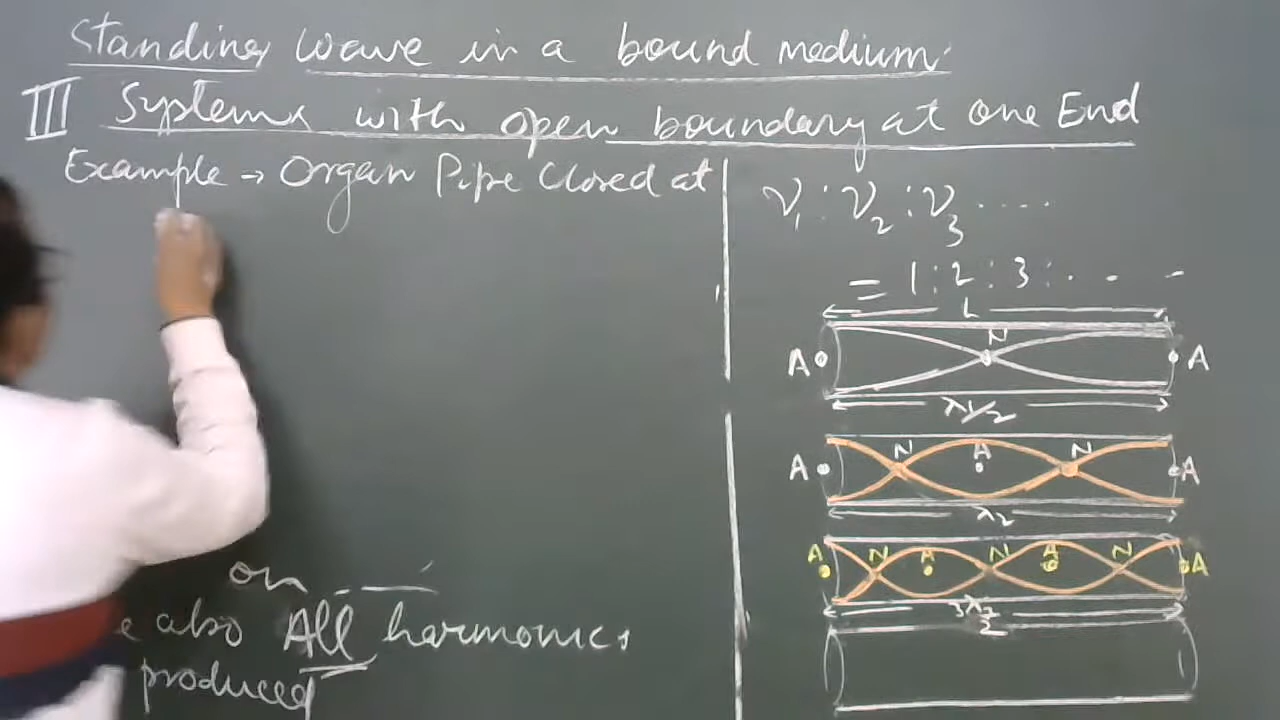 Standing wave in a bound medium.
III Systems with open boundary at one End
Example → Organ Pipe Closed at
on
also All harmonics
produced
ν1 : ν2 : ν3 ....
= 1 : 2 : 3 : . . -
L
A N A
λ1/2
A N A N A
λ2
A N A N A N A
3λ3/2